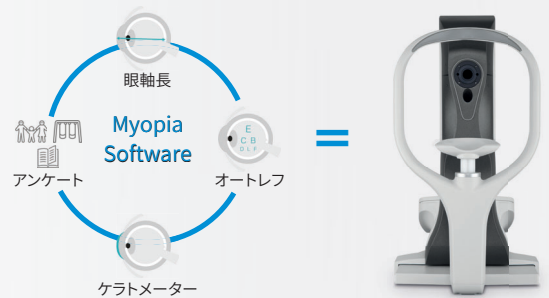 眼軸長
Myopia
Software
アンケート
E
C B
D L F
オートレフ
=
ケラトメーター